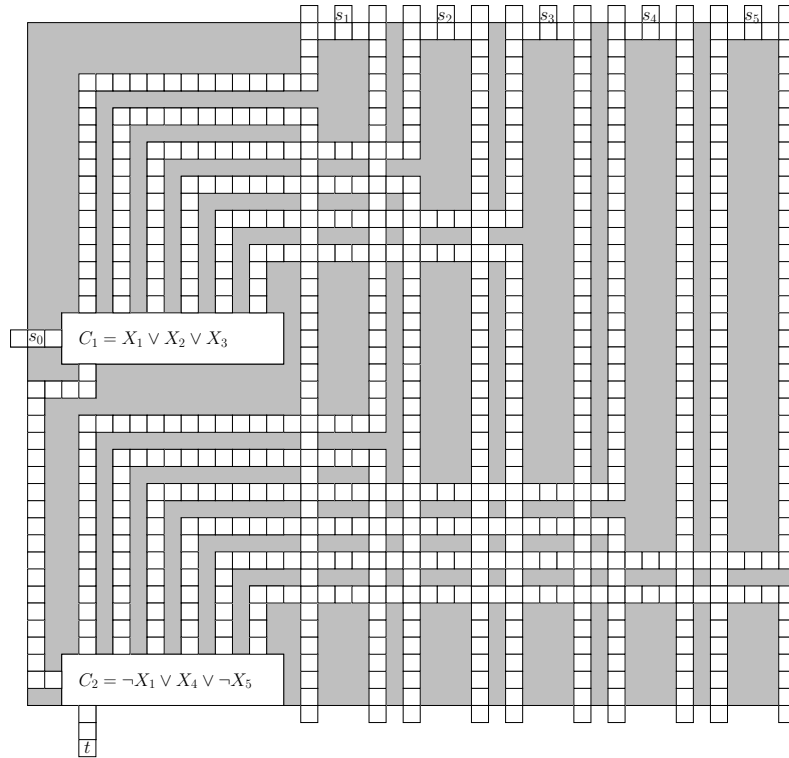 s₁ s₂ s₃ s₄ s₅
s₀ C₁ = X₁ ∨ X₂ ∨ X₃
C₂ = ¬X₁ ∨ X₄ ∨ ¬X₅
t